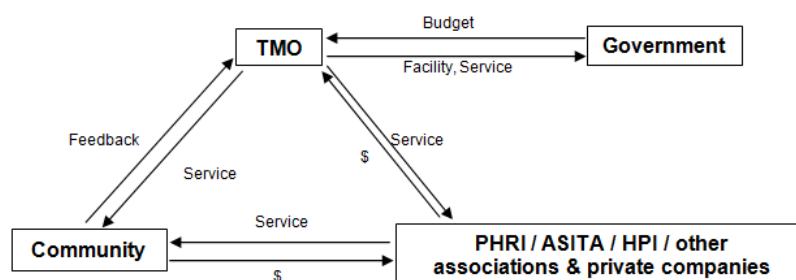 Budget
TMO
Government
Facility, Service
Feedback
Service
$
Service
Service
Community
PHRI / ASITA / HPI / other
associations & private companies
$